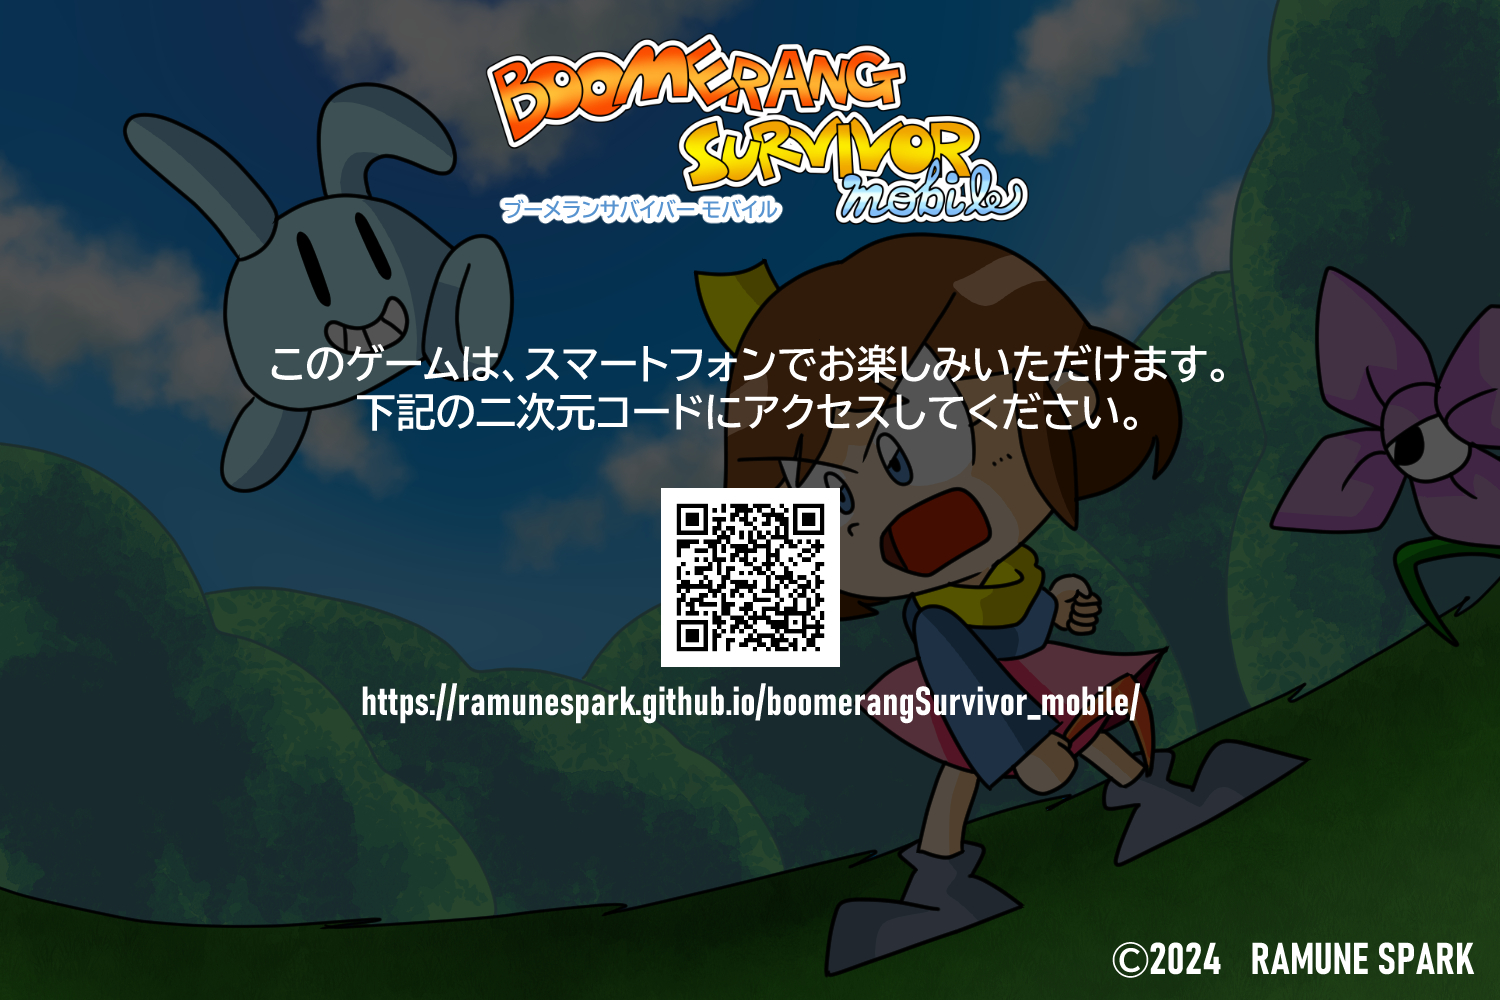 BOOMERANG
SURVIVOR
mobile
ブーメランサバイバー モバイル
このゲームは、スマートフォンでお楽しみいただけます。
下記の二次元コードにアクセスしてください。
https://ramunespark.github.io/boomerangSurvivor_mobile/
©2024 RAMUNE SPARK